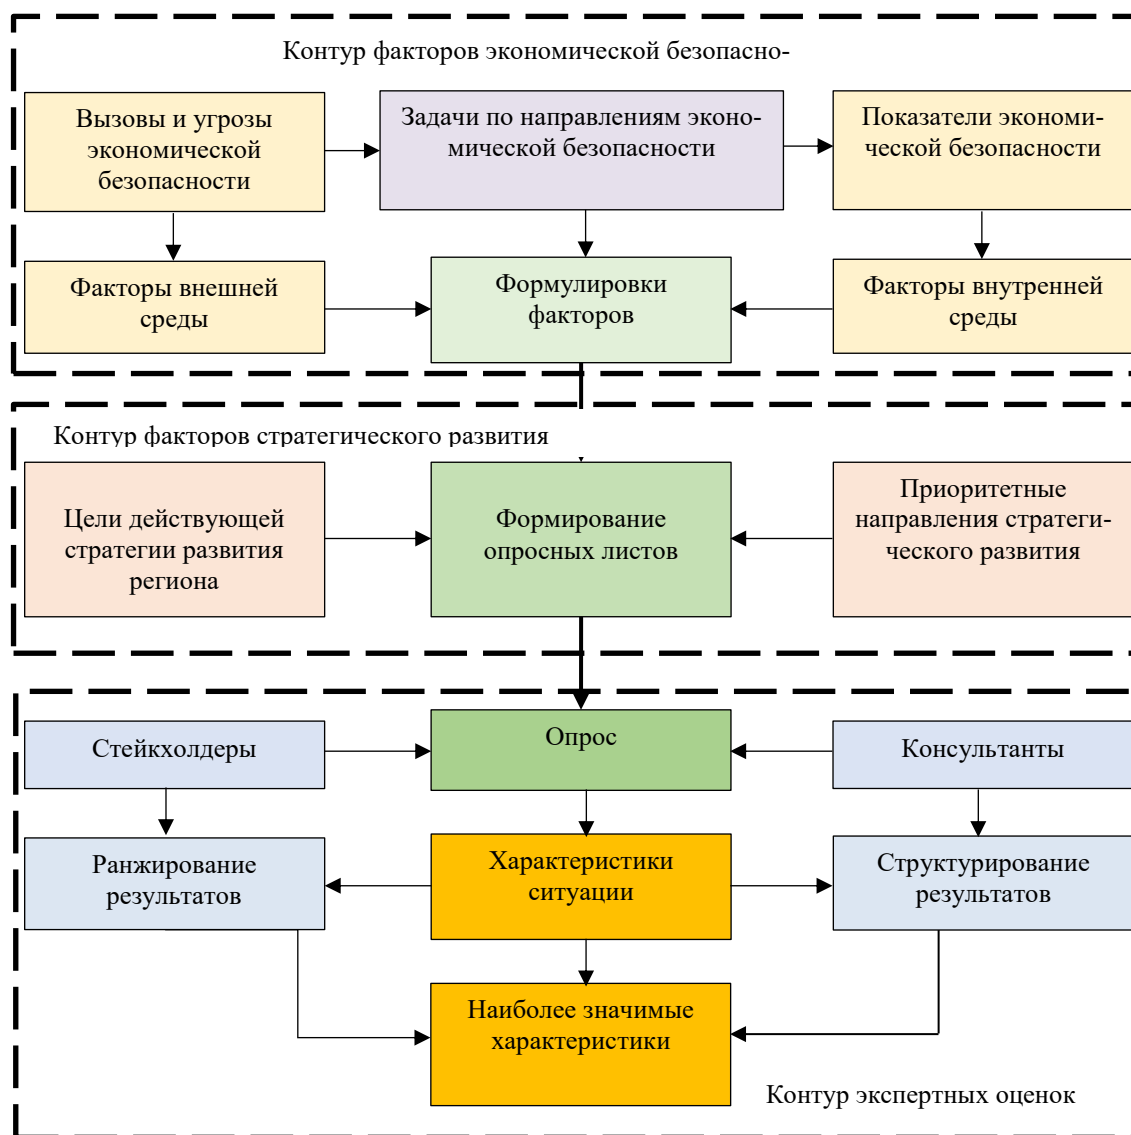 Контур факторов экономической безопасно-
Вызовы и угрозы
экономической
безопасности
Задачи по направлениям эконо-
мической безопасности
Показатели экономи-
ческой безопасности
Факторы внешней
среды
Формулировки
факторов
Факторы внутренней
среды
Контур факторов стратегического развития
Цели действующей
стратегии развития
региона
Формирование
опросных листов
Приоритетные
направления стратеги-
ческого развития
Стейкхолдеры
Опрос
Консультанты
Ранжирование
результатов
Характеристики
ситуации
Структурирование
результатов
Наиболее значимые
характеристики
Контур экспертных оценок